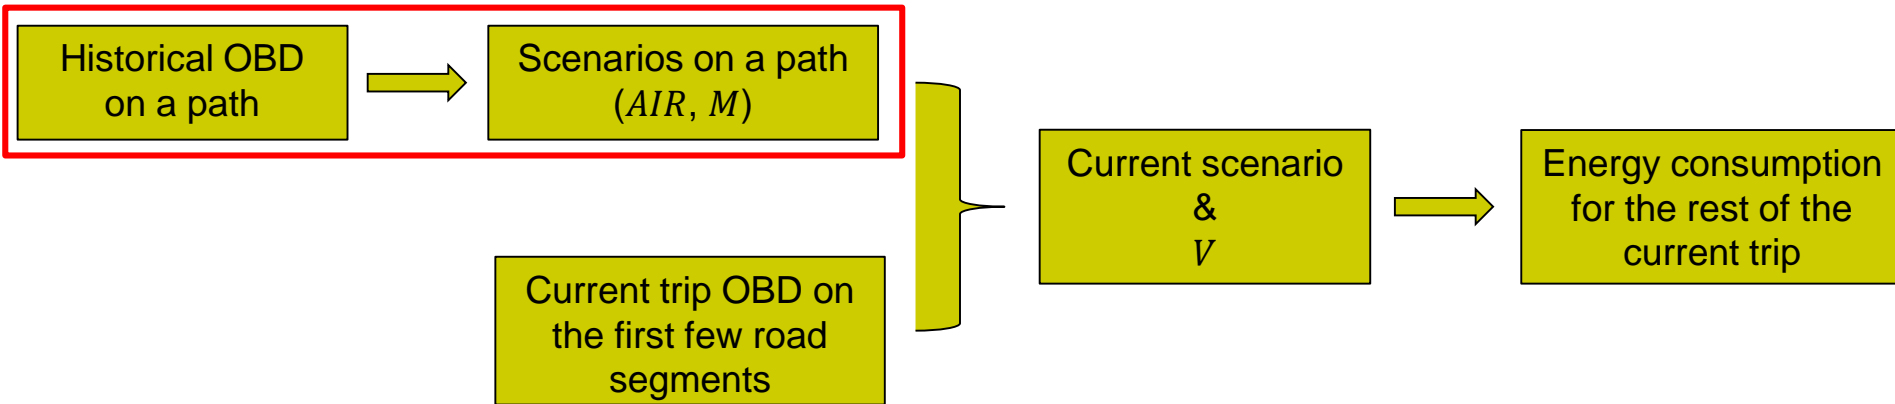 Historical OBD
on a path
Scenarios on a path
(AIR, M)
Current trip OBD on
the first few road
segments
Current scenario
&
V
Energy consumption
for the rest of the
current trip